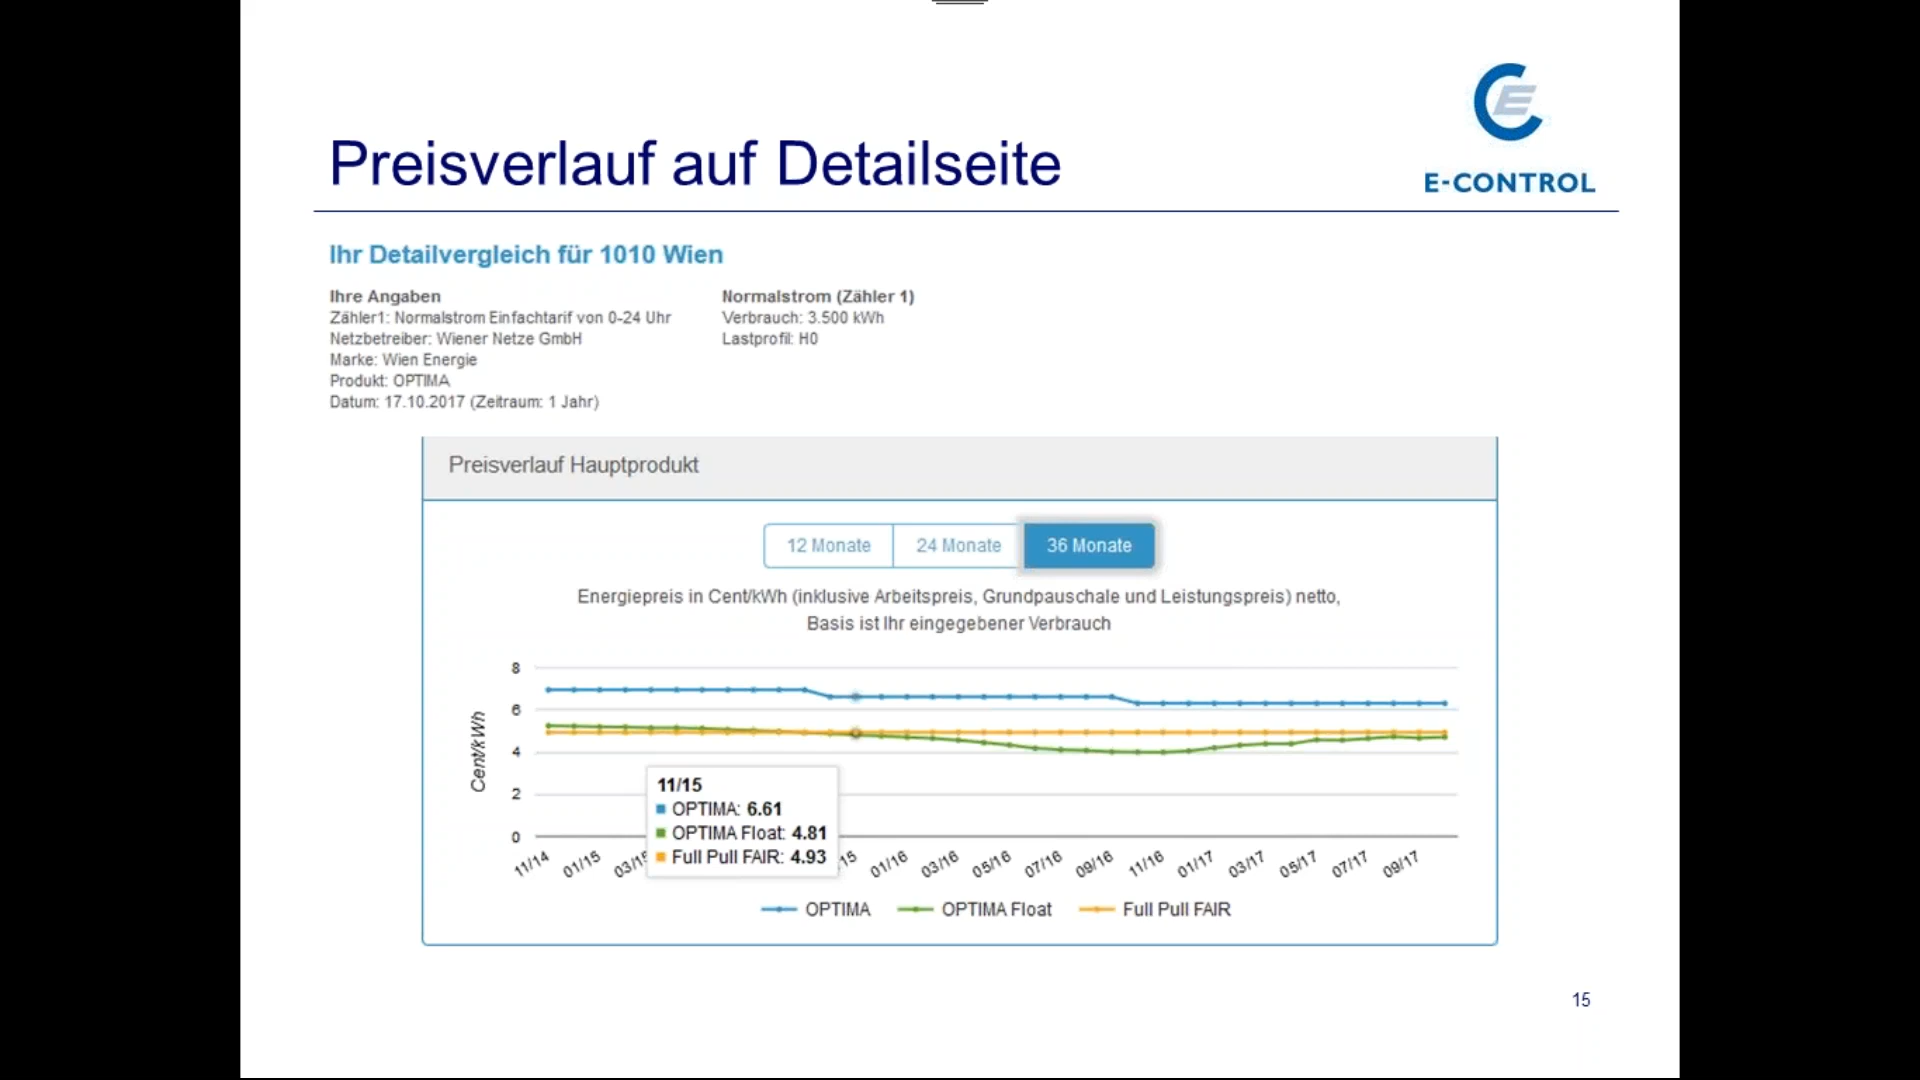 E-CONTROL
Preisverlauf auf Detailseite
Ihr Detailvergleich für 1010 Wien
Ihre Angaben
Zähler1: Normalstrom Einfachtarif von 0-24 Uhr
Netzbetreiber: Wiener Netze GmbH
Marke: Wien Energie
Produkt: OPTIMA
Datum: 17.10.2017 (Zeitraum: 1 Jahr)
Normalstrom (Zähler 1)
Verbrauch: 3.500 kWh
Lastprofil: H0
Preisverlauf Hauptprodukt
12 Monate 24 Monate 36 Monate
Energiepreis in Cent/kWh (inklusive Arbeitspreis, Grundpauschale und Leistungspreis) netto,
Basis ist Ihr eingegebener Verbrauch
Cent/kWh
8
6
4
2
0
11/15
OPTIMA: 6.61
OPTIMA Float: 4.81
Full Pull FAIR: 4.93
11/14 01/15 03/15 /15 01/16 03/16 05/16 07/16 09/16 11/16 01/17 03/17 05/17 07/17 09/17
OPTIMA OPTIMA Float Full Pull FAIR
15